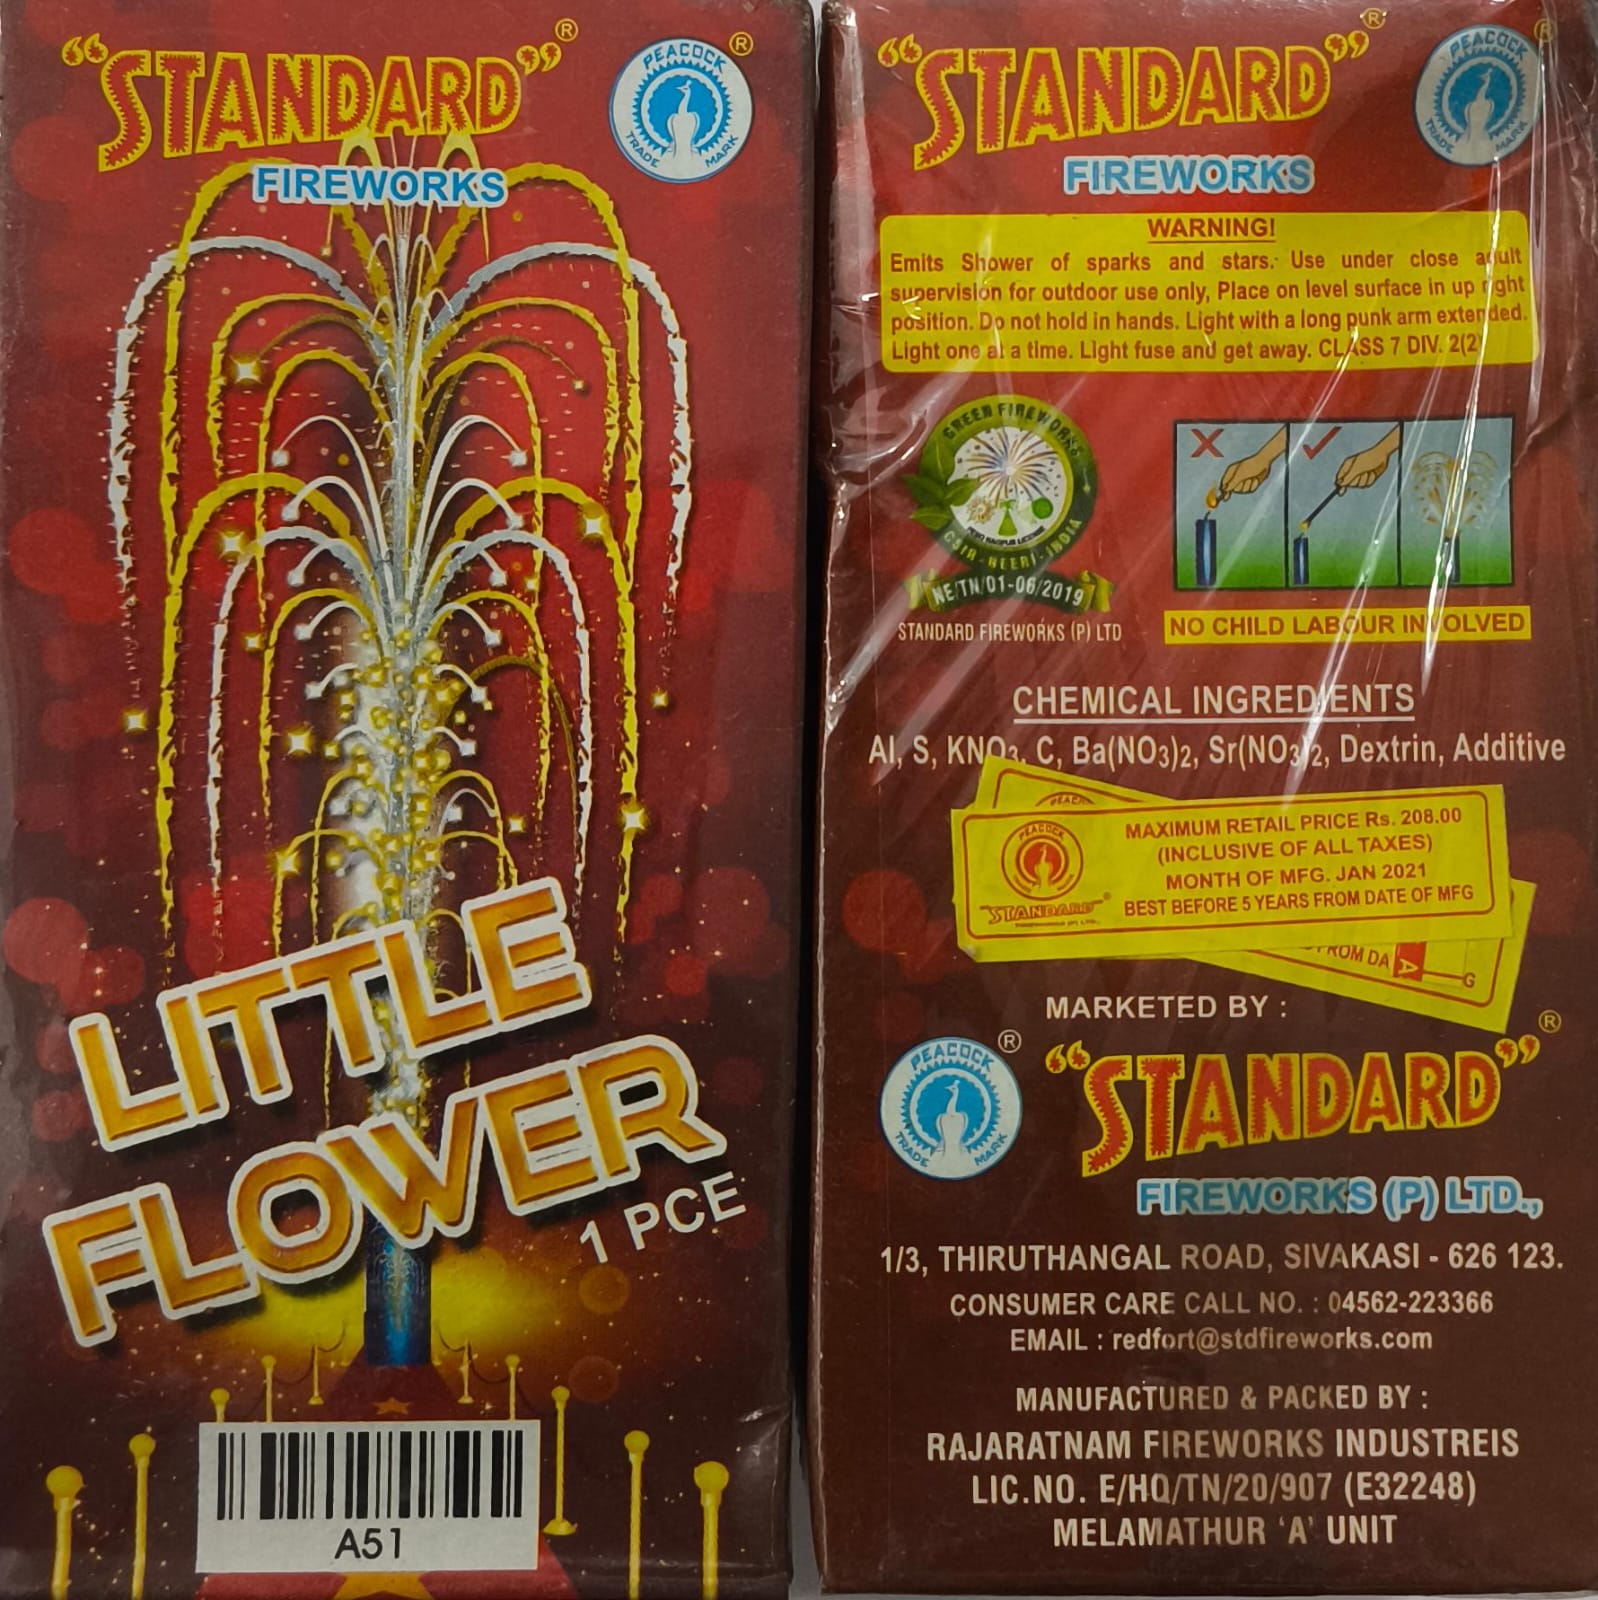 "STANDARD"®
PEACOCK ®
TRADE MARK
FIREWORKS
LITTLE
FLOWER
1 PCE
A51
"STANDARD"®
PEACOCK ®
TRADE MARK
FIREWORKS
WARNING!
Emits Shower of sparks and stars. Use under close adult
supervision for outdoor use only, Place on level surface in up right
position. Do not hold in hands. Light with a long punk arm extended.
Light one at a time. Light fuse and get away. CLASS 7 DIV. 2(2)
GREEN FIREWORKS
CSIR-NEERI-INDIA
NE/TN/01-06/2019
STANDARD FIREWORKS (P) LTD
NO CHILD LABOUR INVOLVED
CHEMICAL INGREDIENTS
Al, S, KNO3, C, Ba(NO3)2, Sr(NO3)2, Dextrin, Additive
PEACOCK
"STANDARD"
MAXIMUM RETAIL PRICE Rs. 208.00
(INCLUSIVE OF ALL TAXES)
MONTH OF MFG. JAN 2021
BEST BEFORE 5 YEARS FROM DATE OF MFG
FROM DA
A
G
MARKETED BY :
PEACOCK ®
TRADE MARK
"STANDARD"®
FIREWORKS (P) LTD.,
1/3, THIRUTHANGAL ROAD, SIVAKASI - 626 123.
CONSUMER CARE CALL NO. : 04562-223366
EMAIL : redfort@stdfireworks.com
MANUFACTURED & PACKED BY :
RAJARATNAM FIREWORKS INDUSTREIS
LIC.NO. E/HQ/TN/20/907 (E32248)
MELAMATHUR 'A' UNIT